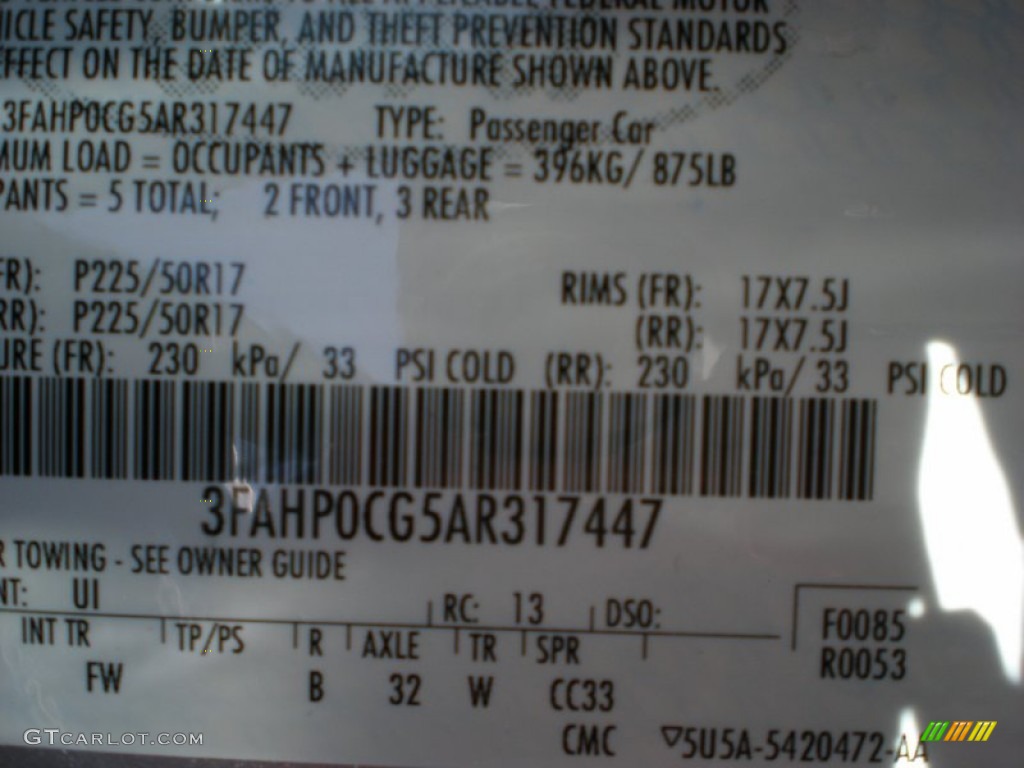 ICLE SAFETY, BUMPER, AND THEFT PREVENTION STANDARDS
EFFECT ON THE DATE OF MANUFACTURE SHOWN ABOVE.
3FAHP0CG5AR317447 TYPE: Passenger Car
MUM LOAD = OCCUPANTS + LUGGAGE = 396KG/ 875LB
PANTS = 5 TOTAL; 2 FRONT, 3 REAR
FR): P225/50R17 RIMS (FR): 17X7.5J
RR): P225/50R17 (RR): 17X7.5J
URE (FR): 230 kPa/ 33 PSI COLD (RR): 230 kPa/ 33 PSI COLD
3FAHP0CG5AR317447
R TOWING - SEE OWNER GUIDE
NT: UI RC: 13 DSO:
INT TR TP/PS R AXLE TR SPR F0085
FW B 32 W CC33 R0053
CMC ▽5U5A-5420472-AA
GTCARLOT.COM